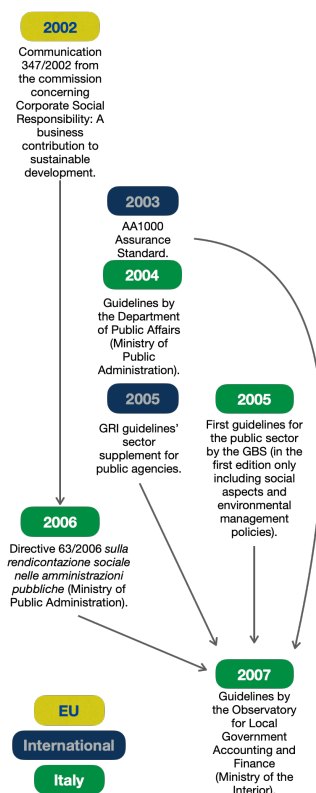 2002
Communication
347/2002 from
the commission
concerning
Corporate Social
Responsibility: A
business
contribution to
sustainable
development.
2003
AA1000
Assurance
Standard.
2004
Guidelines by
the Department
of Public Affairs
(Ministry of
Public
Administration).
2005
GRI guidelines’
sector
supplement for
public agencies.
2005
First guidelines for
the public sector
by the GBS (in the
first edition only
including social
aspects and
environmental
management
policies).
2006
Directive 63/2006 sulla
rendicontazione sociale
nelle amministrazioni
pubbliche (Ministry of
Public Administration).
2007
Guidelines by
the Observatory
for Local
Government
Accounting and
Finance
(Ministry of the
Interior).
EU
International
Italy